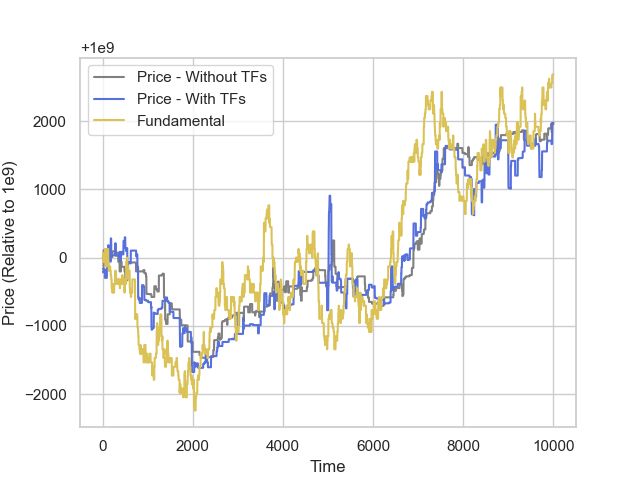 +1e9
Price - Without TFs
Price - With TFs
Fundamental
2000
1000
0
−1000
−2000
Price (Relative to 1e9)
0 2000 4000 6000 8000 10000
Time